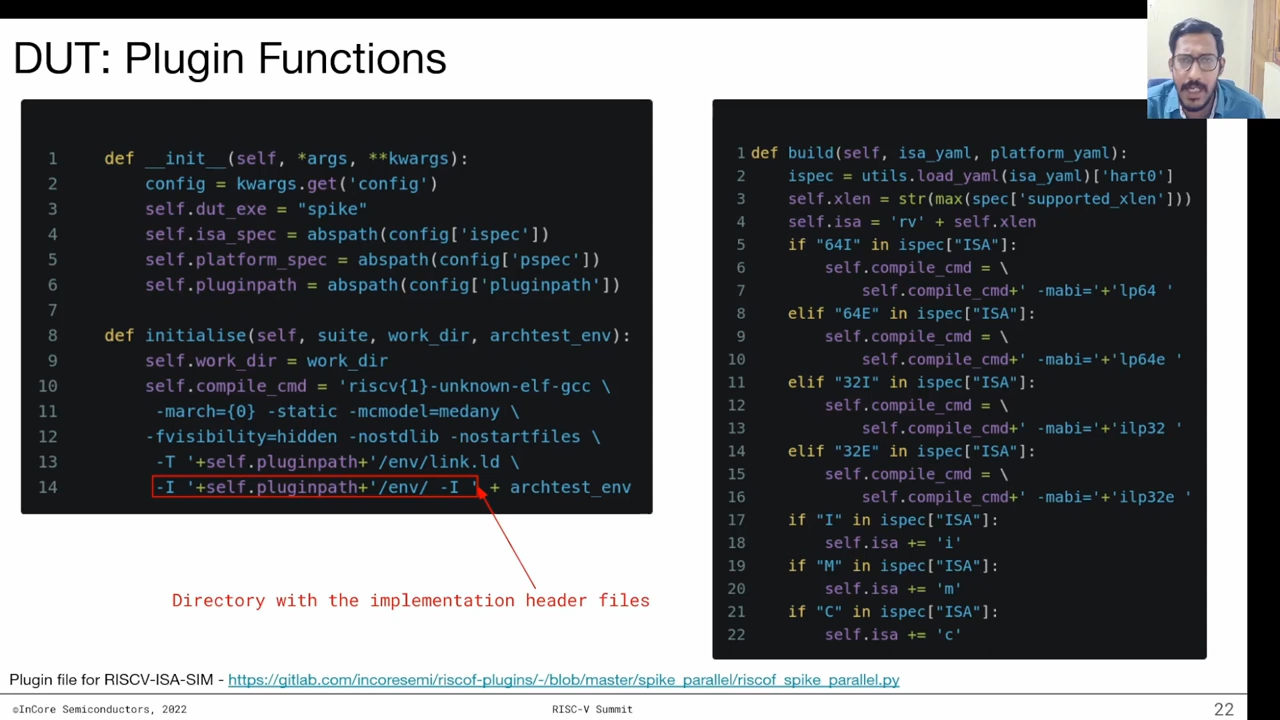 DUT: Plugin Functions
1 def __init__(self, *args, **kwargs):
2 config = kwargs.get('config')
3 self.dut_exe = "spike"
4 self.isa_spec = abspath(config['ispec'])
5 self.platform_spec = abspath(config['pspec'])
6 self.pluginpath = abspath(config['pluginpath'])
7
8 def initialise(self, suite, work_dir, archtest_env):
9 self.work_dir = work_dir
10 self.compile_cmd = 'riscv{1}-unknown-elf-gcc \
11 -march={0} -static -mcmodel=medany \
12 -fvisibility=hidden -nostdlib -nostartfiles \
13 -T '+self.pluginpath+'/env/link.ld \
14 -I '+self.pluginpath+'/env/ -I ' + archtest_env
Directory with the implementation header files
1 def build(self, isa_yaml, platform_yaml):
2 ispec = utils.load_yaml(isa_yaml)['hart0']
3 self.xlen = str(max(spec['supported_xlen']))
4 self.isa = 'rv' + self.xlen
5 if "64I" in ispec["ISA"]:
6 self.compile_cmd = \
7 self.compile_cmd+' -mabi='+'lp64 '
8 elif "64E" in ispec["ISA"]:
9 self.compile_cmd = \
10 self.compile_cmd+' -mabi='+'lp64e '
11 elif "32I" in ispec["ISA"]:
12 self.compile_cmd = \
13 self.compile_cmd+' -mabi='+'ilp32 '
14 elif "32E" in ispec["ISA"]:
15 self.compile_cmd = \
16 self.compile_cmd+' -mabi='+'ilp32e '
17 if "I" in ispec["ISA"]:
18 self.isa += 'i'
19 if "M" in ispec["ISA"]:
20 self.isa += 'm'
21 if "C" in ispec["ISA"]:
22 self.isa += 'c'
Plugin file for RISCV-ISA-SIM - https://gitlab.com/incoresemi/riscof-plugins/-/blob/master/spike_parallel/riscof_spike_parallel.py
©InCore Semiconductors, 2022
RISC-V Summit
22